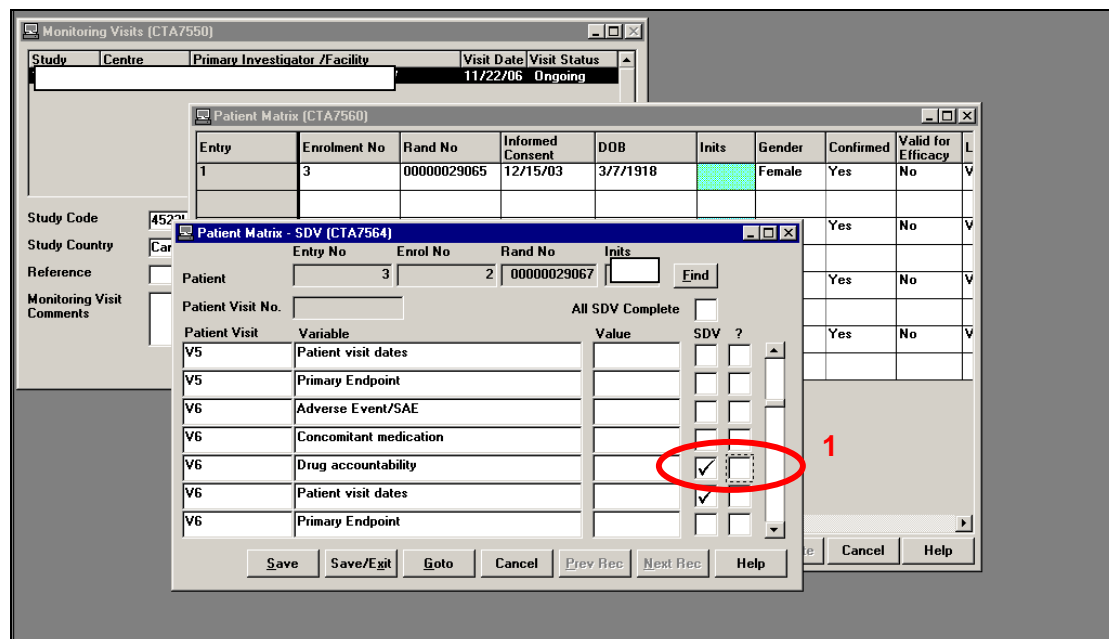 Monitoring Visits (CTA7550)
Study Centre Primary Investigator /Facility Visit Date Visit Status
11/22/06 Ongoing
Patient Matrix (CTA7560)
Entry Enrolment No Rand No Informed Consent DOB Inits Gender Confirmed Valid for Efficacy L
1 3 00000029065 12/15/03 3/7/1918 Female Yes No V
Yes No V
Yes No V
Yes No V
Cancel Help
Study Code
Study Country
Reference
Monitoring Visit
Comments
Patient Matrix - SDV (CTA7564)
Entry No Enrol No Rand No Inits
Patient 3 2 00000029067 Find
Patient Visit No. All SDV Complete
Patient Visit Variable Value SDV ?
V5 Patient visit dates
V5 Primary Endpoint
V6 Adverse Event/SAE
V6 Concomitant medication
V6 Drug accountability
V6 Patient visit dates
V6 Primary Endpoint
Save Save/Exit Goto Cancel Prev Rec Next Rec Help
1